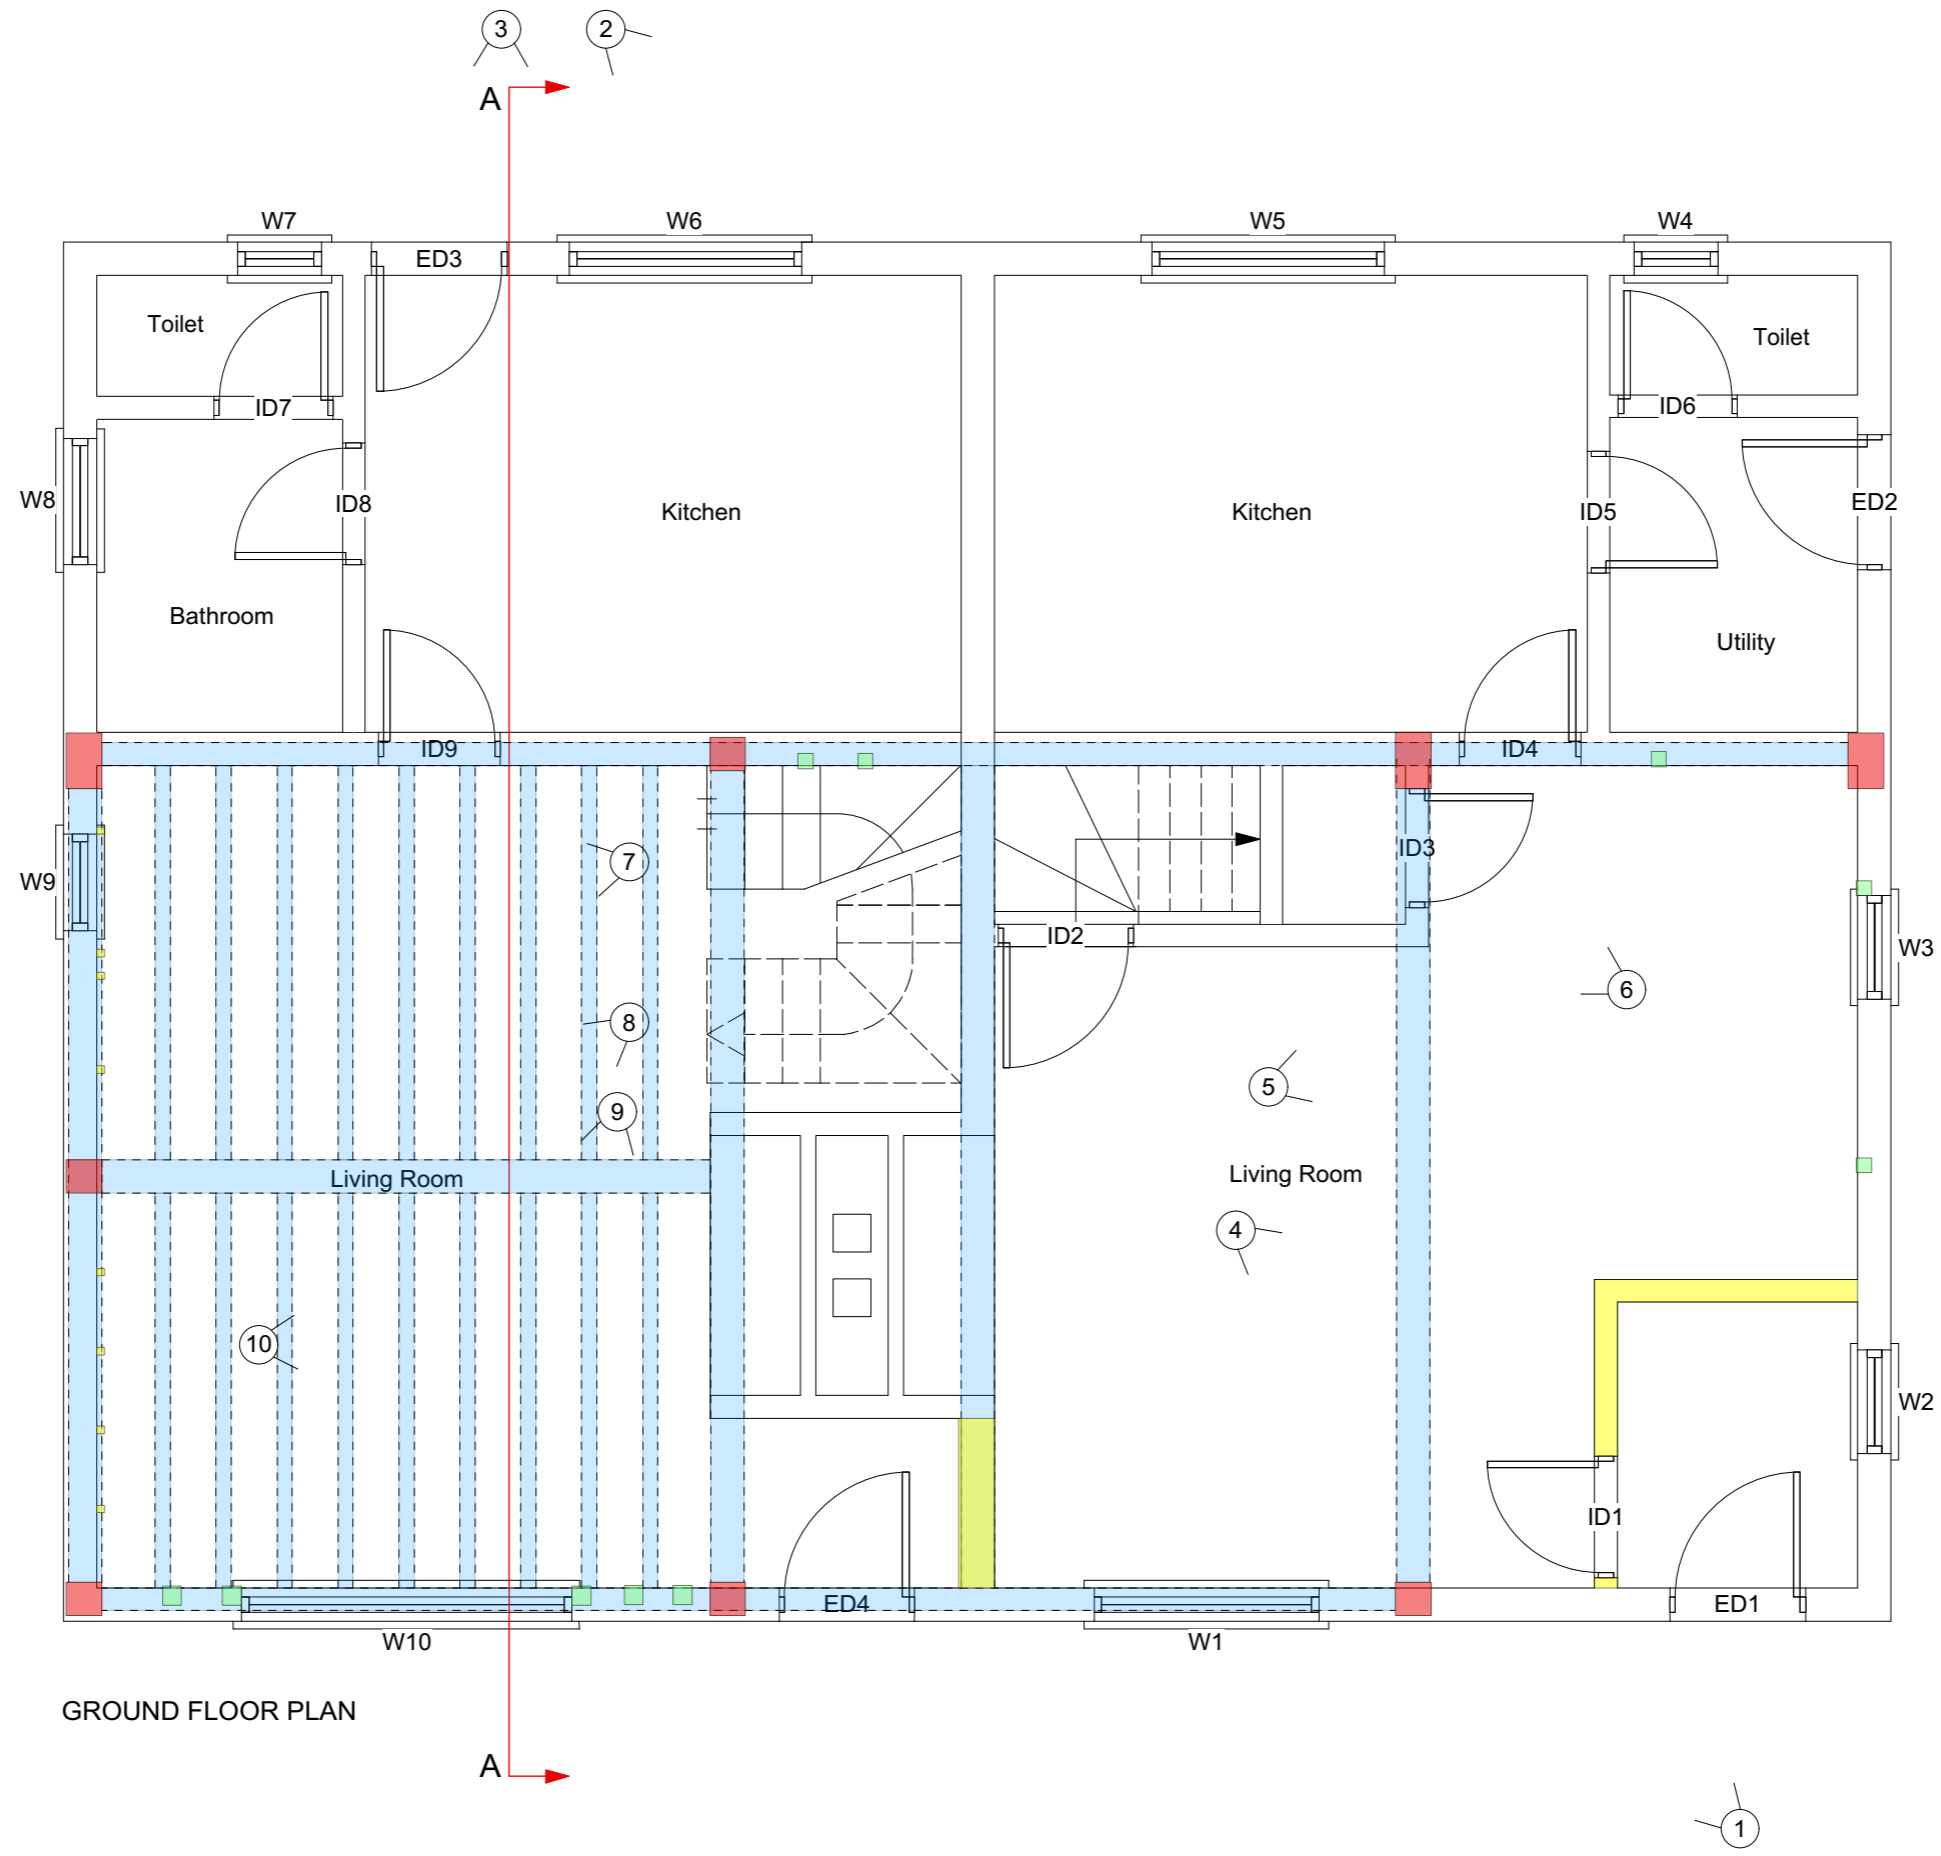 3 2
A
W7 W6 W5 W4
ED3
Toilet Toilet
ID7 ID6
W8 ID8 Kitchen Kitchen ID5 ED2
Bathroom Utility
ID9 ID4
7 ID3
W9
ID2 W3
6
8
5
9
Living Room Living Room
4
10
W2
ID1
ED4 ED1
W10 W1
GROUND FLOOR PLAN
A
1